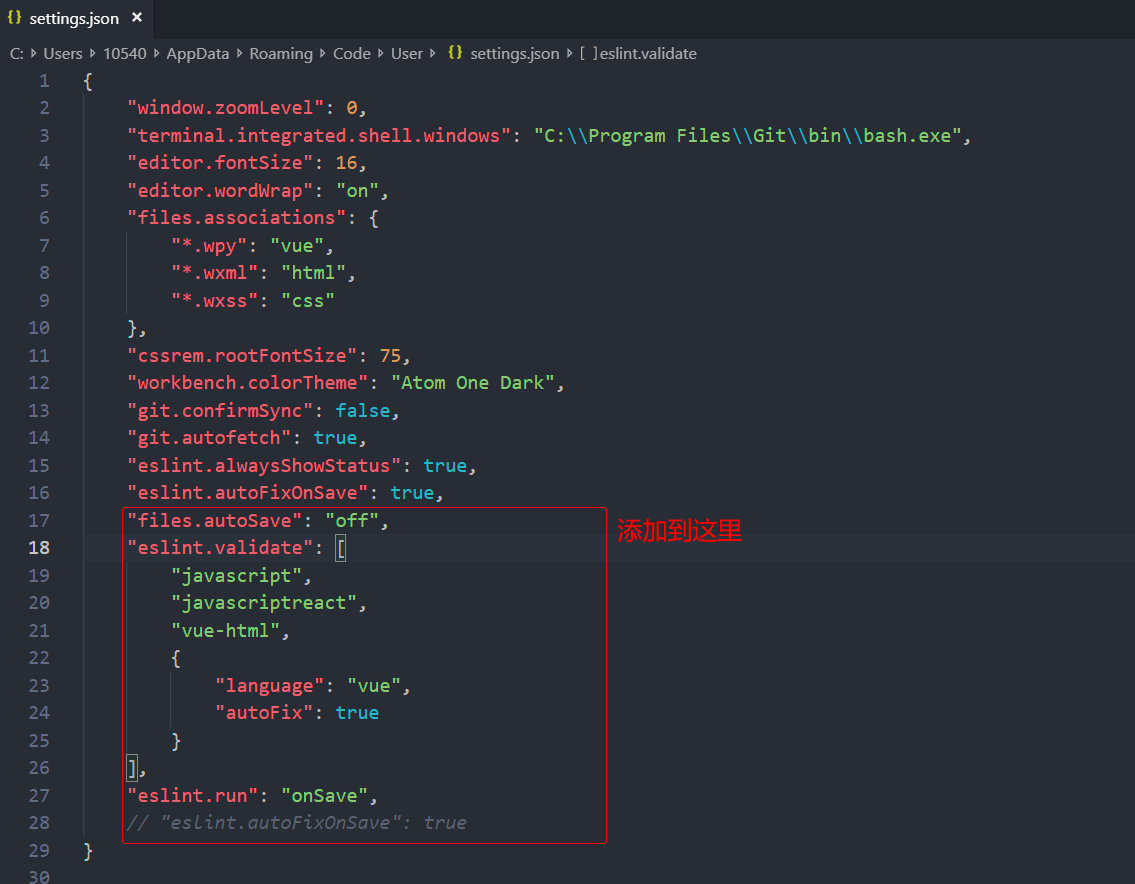 {} settings.json ×
C: > Users > 10540 > AppData > Roaming > Code > User > {} settings.json > [ ]eslint.validate
1 {
2 "window.zoomLevel": 0,
3 "terminal.integrated.shell.windows": "C:\\Program Files\\Git\\bin\\bash.exe",
4 "editor.fontSize": 16,
5 "editor.wordWrap": "on",
6 "files.associations": {
7 "*.wpy": "vue",
8 "*.wxml": "html",
9 "*.wxss": "css"
10 },
11 "cssrem.rootFontSize": 75,
12 "workbench.colorTheme": "Atom One Dark",
13 "git.confirmSync": false,
14 "git.autofetch": true,
15 "eslint.alwaysShowStatus": true,
16 "eslint.autoFixOnSave": true,
17 "files.autoSave": "off", 添加到这里
18 "eslint.validate": [
19 "javascript",
20 "javascriptreact",
21 "vue-html",
22 {
23 "language": "vue",
24 "autoFix": true
25 }
26 ],
27 "eslint.run": "onSave",
28 // "eslint.autoFixOnSave": true
29 }
30